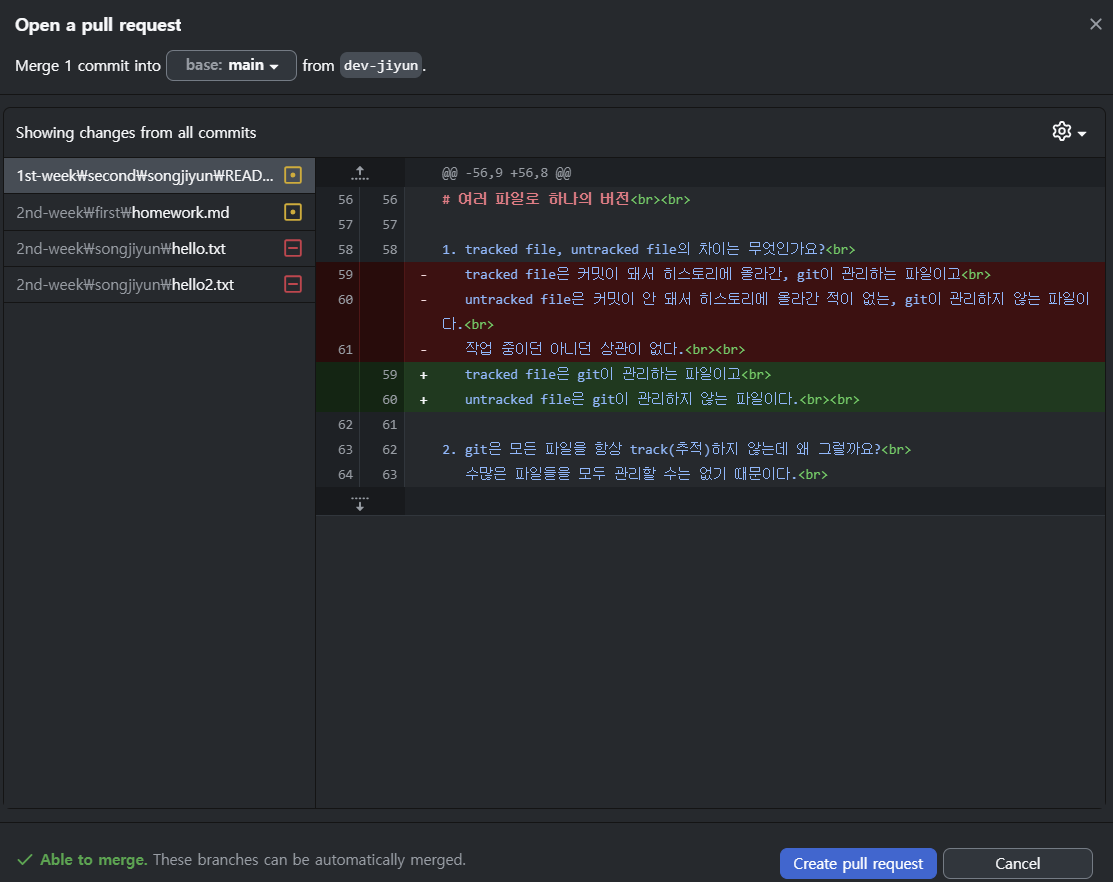 Open a pull request
Merge 1 commit into base: main from dev-jiyun.
Showing changes from all commits
1st-week₩second₩songjiyun₩READ...
2nd-week₩first₩homework.md
2nd-week₩songjiyun₩hello.txt
2nd-week₩songjiyun₩hello2.txt
@@ -56,9 +56,8 @@
56 56 # 여러 파일로 하나의 버전<br><br>
57 57
58 58 1. tracked file, untracked file의 차이는 무엇인가요?<br>
59 - tracked file은 커밋이 돼서 히스토리에 올라간, git이 관리하는 파일이고<br>
60 - untracked file은 커밋이 안 돼서 히스토리에 올라간 적이 없는, git이 관리하지 않는 파일이
다.<br>
61 - 작업 중이던 아니던 상관이 없다.<br><br>
59 + tracked file은 git이 관리하는 파일이고<br>
60 + untracked file은 git이 관리하지 않는 파일이다.<br><br>
62 61
63 62 2. git은 모든 파일을 항상 track(추적)하지 않는데 왜 그럴까요?<br>
64 63 수많은 파일들을 모두 관리할 수는 없기 때문이다.<br>
Able to merge. These branches can be automatically merged.
Create pull request
Cancel